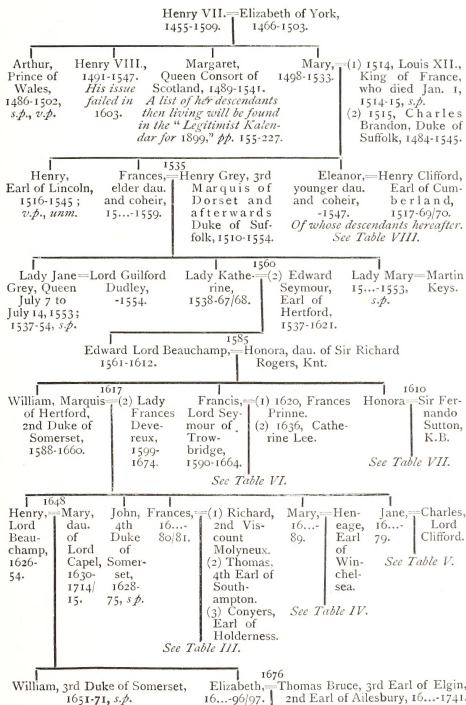 Henry VII.=Elizabeth of York,
1455-1509. 1466-1503.
Arthur,
Prince of
Wales,
1486-1502,
s.p., v.p.
Henry VIII.,
1491-1547.
His issue
failed in
1603.
Margaret,
Queen Consort of
Scotland, 1489-1541.
A list of her descendants
then living will be found
in the "Legitimist Kalen-
dar for 1899," pp. 155-227.
Mary,=
1498-1533.
(1) 1514, Louis XII.,
King of France,
who died Jan. 1,
1514-15, s.p.
(2) 1515, Charles
Brandon, Duke of
Suffolk, 1484-1545.
Henry,
Earl of Lincoln,
1516-1545;
v.p., unm.
1535
Frances,=Henry Grey, 3rd
elder dau.
and coheir,
15...-1559.
Marquis of
Dorset and
afterwards
Duke of Suf-
folk, 1510-1554.
Eleanor,=Henry Clifford,
younger dau.
and coheir,
-1547.
Earl of Cum-
berland,
1517-69/70.
Of whose descendants hereafter.
See Table VIII.
Lady Jane=Lord Guilford
Grey, Queen
July 7 to
July 14, 1553;
1537-54, s.p.
Dudley,
-1554.
1560
Lady Kathe-=(2) Edward
rine,
1538-67/68.
Seymour,
Earl of
Hertford,
1537-1621.
Lady Mary=Martin
15...-1553,
s.p.
Keys.
1585
Edward Lord Beauchamp,=Honora, dau. of Sir Richard
1561-1612. Rogers, Knt.
1617
William, Marquis=(2) Lady
of Hertford,
2nd Duke of
Somerset,
1588-1660.
Frances
Deve-
reux,
1599-
1674.
Francis,=(1) 1620, Frances
Lord Sey-
mour of
Trow-
bridge,
1590-1664.
Prinne.
(2) 1636, Cathe-
rine Lee.
See Table VI.
1610
Honora=Sir Fer-
nando
Sutton,
K.B.
See Table VII.
1648
Henry,=Mary,
Lord
Beau-
champ,
1626-
54.
dau.
of
Lord
Capel,
1630-
1714/
15.
John,
4th
Duke
of
Somer-
set,
1628-
75, s.p.
Frances,=(1) Richard,
16...-
80/81.
2nd Vis-
count
Molyneux.
(2) Thomas,
4th Earl of
South-
ampton.
(3) Conyers,
Earl of
Holderness.
See Table III.
Mary,=Hen-
16...-
89.
eage,
Earl
of
Win-
chel-
sea.
See Table IV.
Jane,=Charles,
16...-
79.
Lord
Clifford.
See Table V.
William, 3rd Duke of Somerset,
1651-71, s.p.
1676
Elizabeth,=Thomas Bruce, 3rd Earl of Elgin,
16...-96/97. 2nd Earl of Ailesbury, 16...-1741.